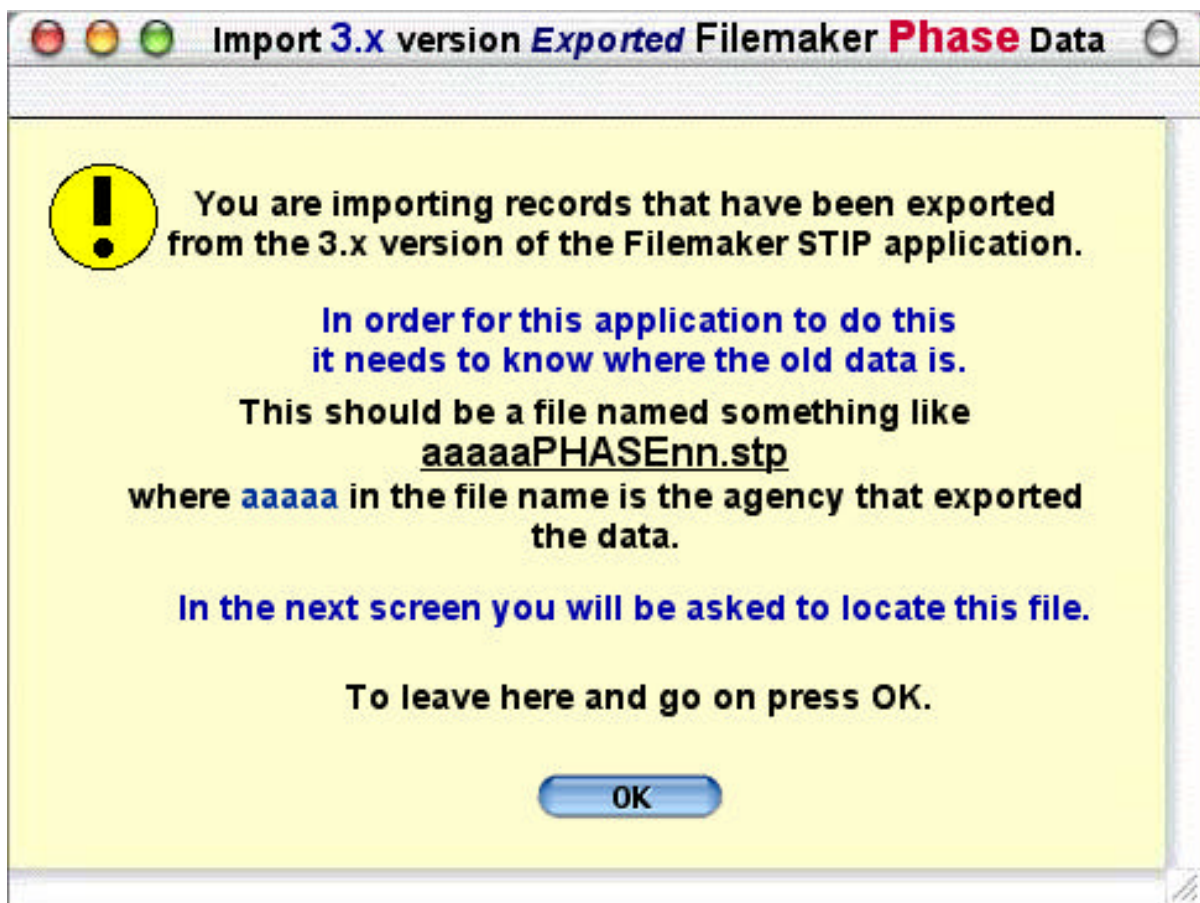 Import 3.x version Exported Filemaker Phase Data
You are importing records that have been exported
from the 3.x version of the Filemaker STIP application.
In order for this application to do this
it needs to know where the old data is.
This should be a file named something like
aaaaaPHASEnn.stp
where aaaaa in the file name is the agency that exported
the data.
In the next screen you will be asked to locate this file.
To leave here and go on press OK.
OK